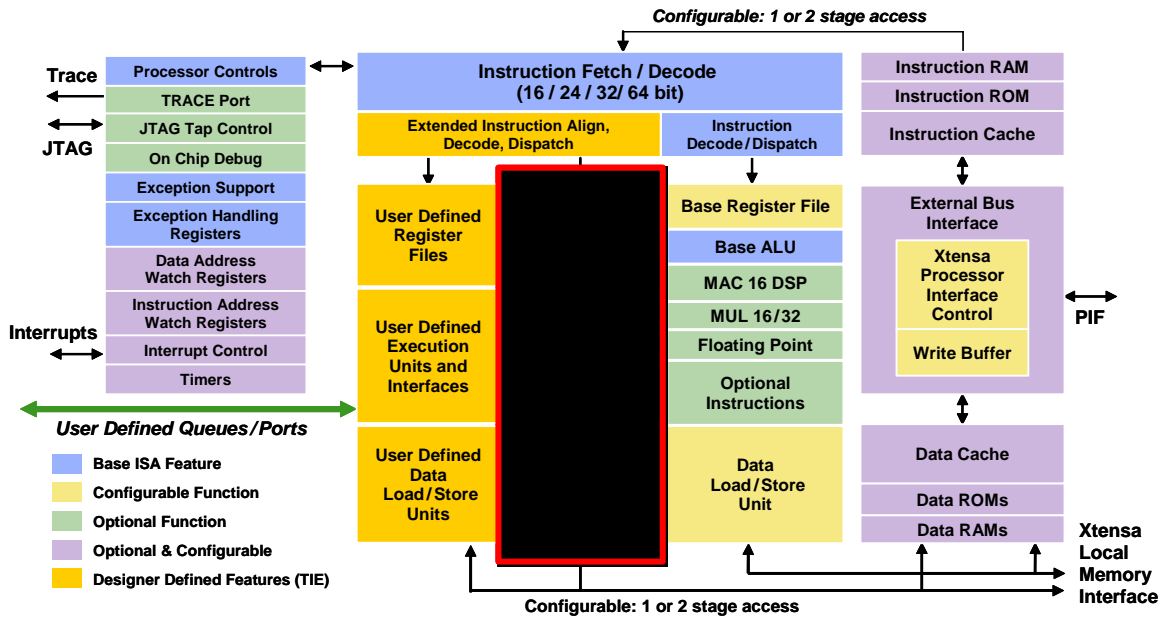 Configurable: 1 or 2 stage access
Trace
JTAG
Interrupts
Processor Controls
TRACE Port
JTAG Tap Control
On Chip Debug
Exception Support
Exception Handling
Registers
Data Address
Watch Registers
Instruction Address
Watch Registers
Interrupt Control
Timers
User Defined Queues/Ports
Base ISA Feature
Configurable Function
Optional Function
Optional & Configurable
Designer Defined Features (TIE)
Instruction Fetch / Decode
(16 / 24 / 32/ 64 bit)
Extended Instruction Align,
Decode, Dispatch
Instruction
Decode/Dispatch
User Defined
Register
Files
User Defined
Execution
Units and
Interfaces
User Defined
Data
Load/Store
Units
Base Register File
Base ALU
MAC 16 DSP
MUL 16/32
Floating Point
Optional
Instructions
Data
Load/Store
Unit
Instruction RAM
Instruction ROM
Instruction Cache
External Bus
Interface
Xtensa
Processor
Interface
Control
Write Buffer
PIF
Data Cache
Data ROMs
Data RAMs
Xtensa
Local
Memory
Interface
Configurable: 1 or 2 stage access